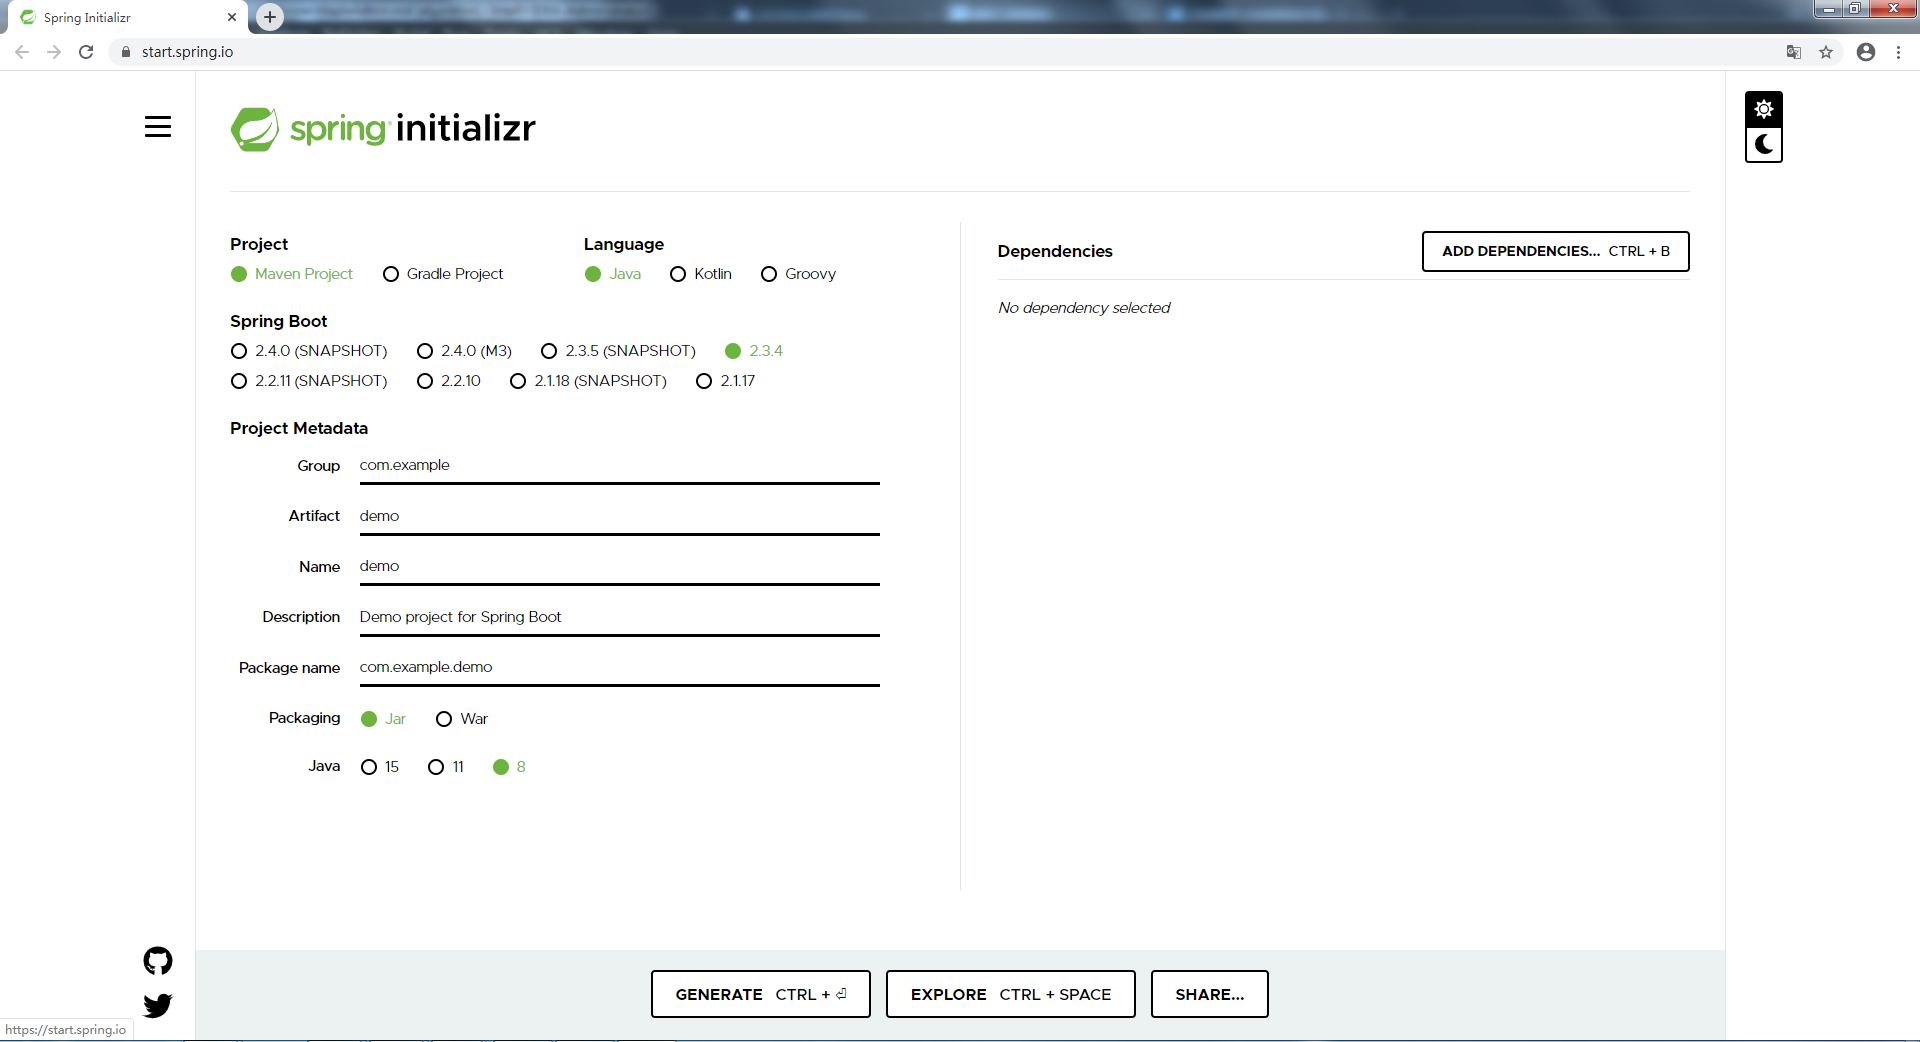 Spring Initializr
start.spring.io
spring initializr
Project
Language
Maven Project Gradle Project
Java Kotlin Groovy
Dependencies
ADD DEPENDENCIES... CTRL + B
No dependency selected
Spring Boot
2.4.0 (SNAPSHOT) 2.4.0 (M3) 2.3.5 (SNAPSHOT) 2.3.4
2.2.11 (SNAPSHOT) 2.2.10 2.1.18 (SNAPSHOT) 2.1.17
Project Metadata
Group com.example
Artifact demo
Name demo
Description Demo project for Spring Boot
Package name com.example.demo
Packaging Jar War
Java 15 11 8
GENERATE CTRL + ⏎
EXPLORE CTRL + SPACE
SHARE...
https://start.spring.io